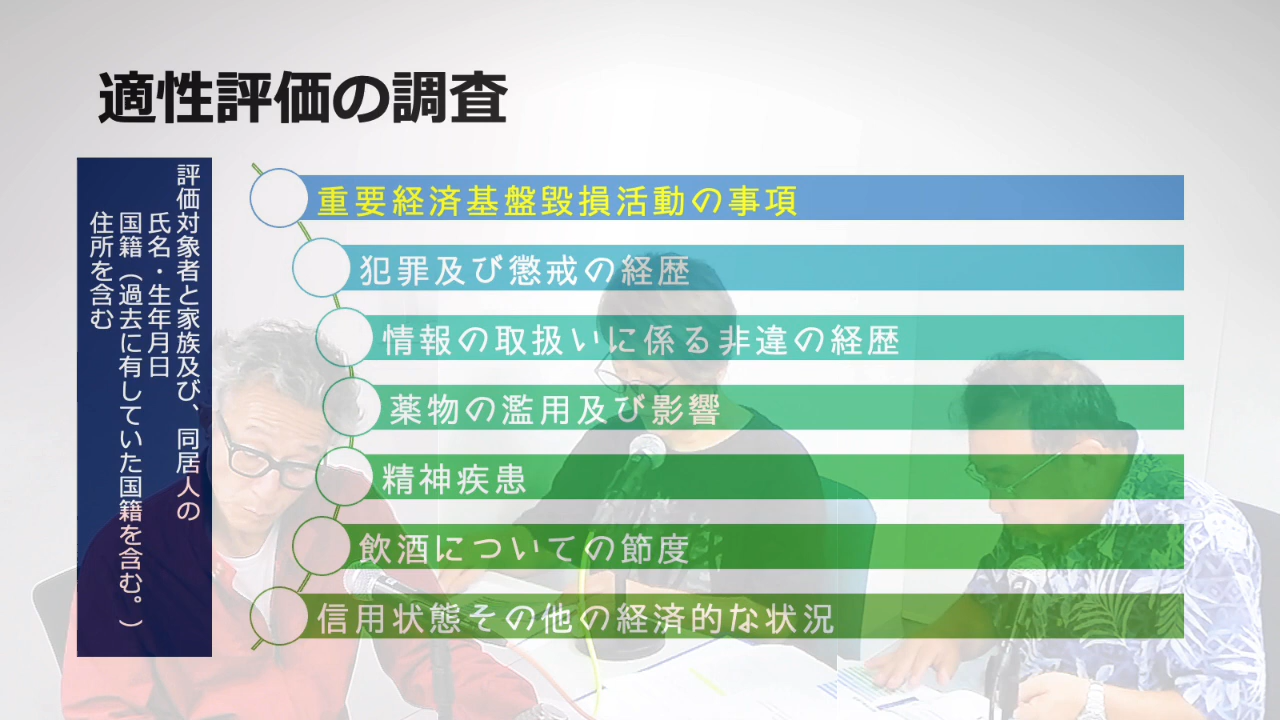 適性評価の調査
評価対象者と家族及び、同居人の
氏名・生年月日
国籍（過去に有していた国籍を含む。）
住所を含む
重要経済基盤毀損活動の事項
犯罪及び懲戒の経歴
情報の取扱いに係る非違の経歴
薬物の濫用及び影響
精神疾患
飲酒についての節度
信用状態その他の経済的な状況